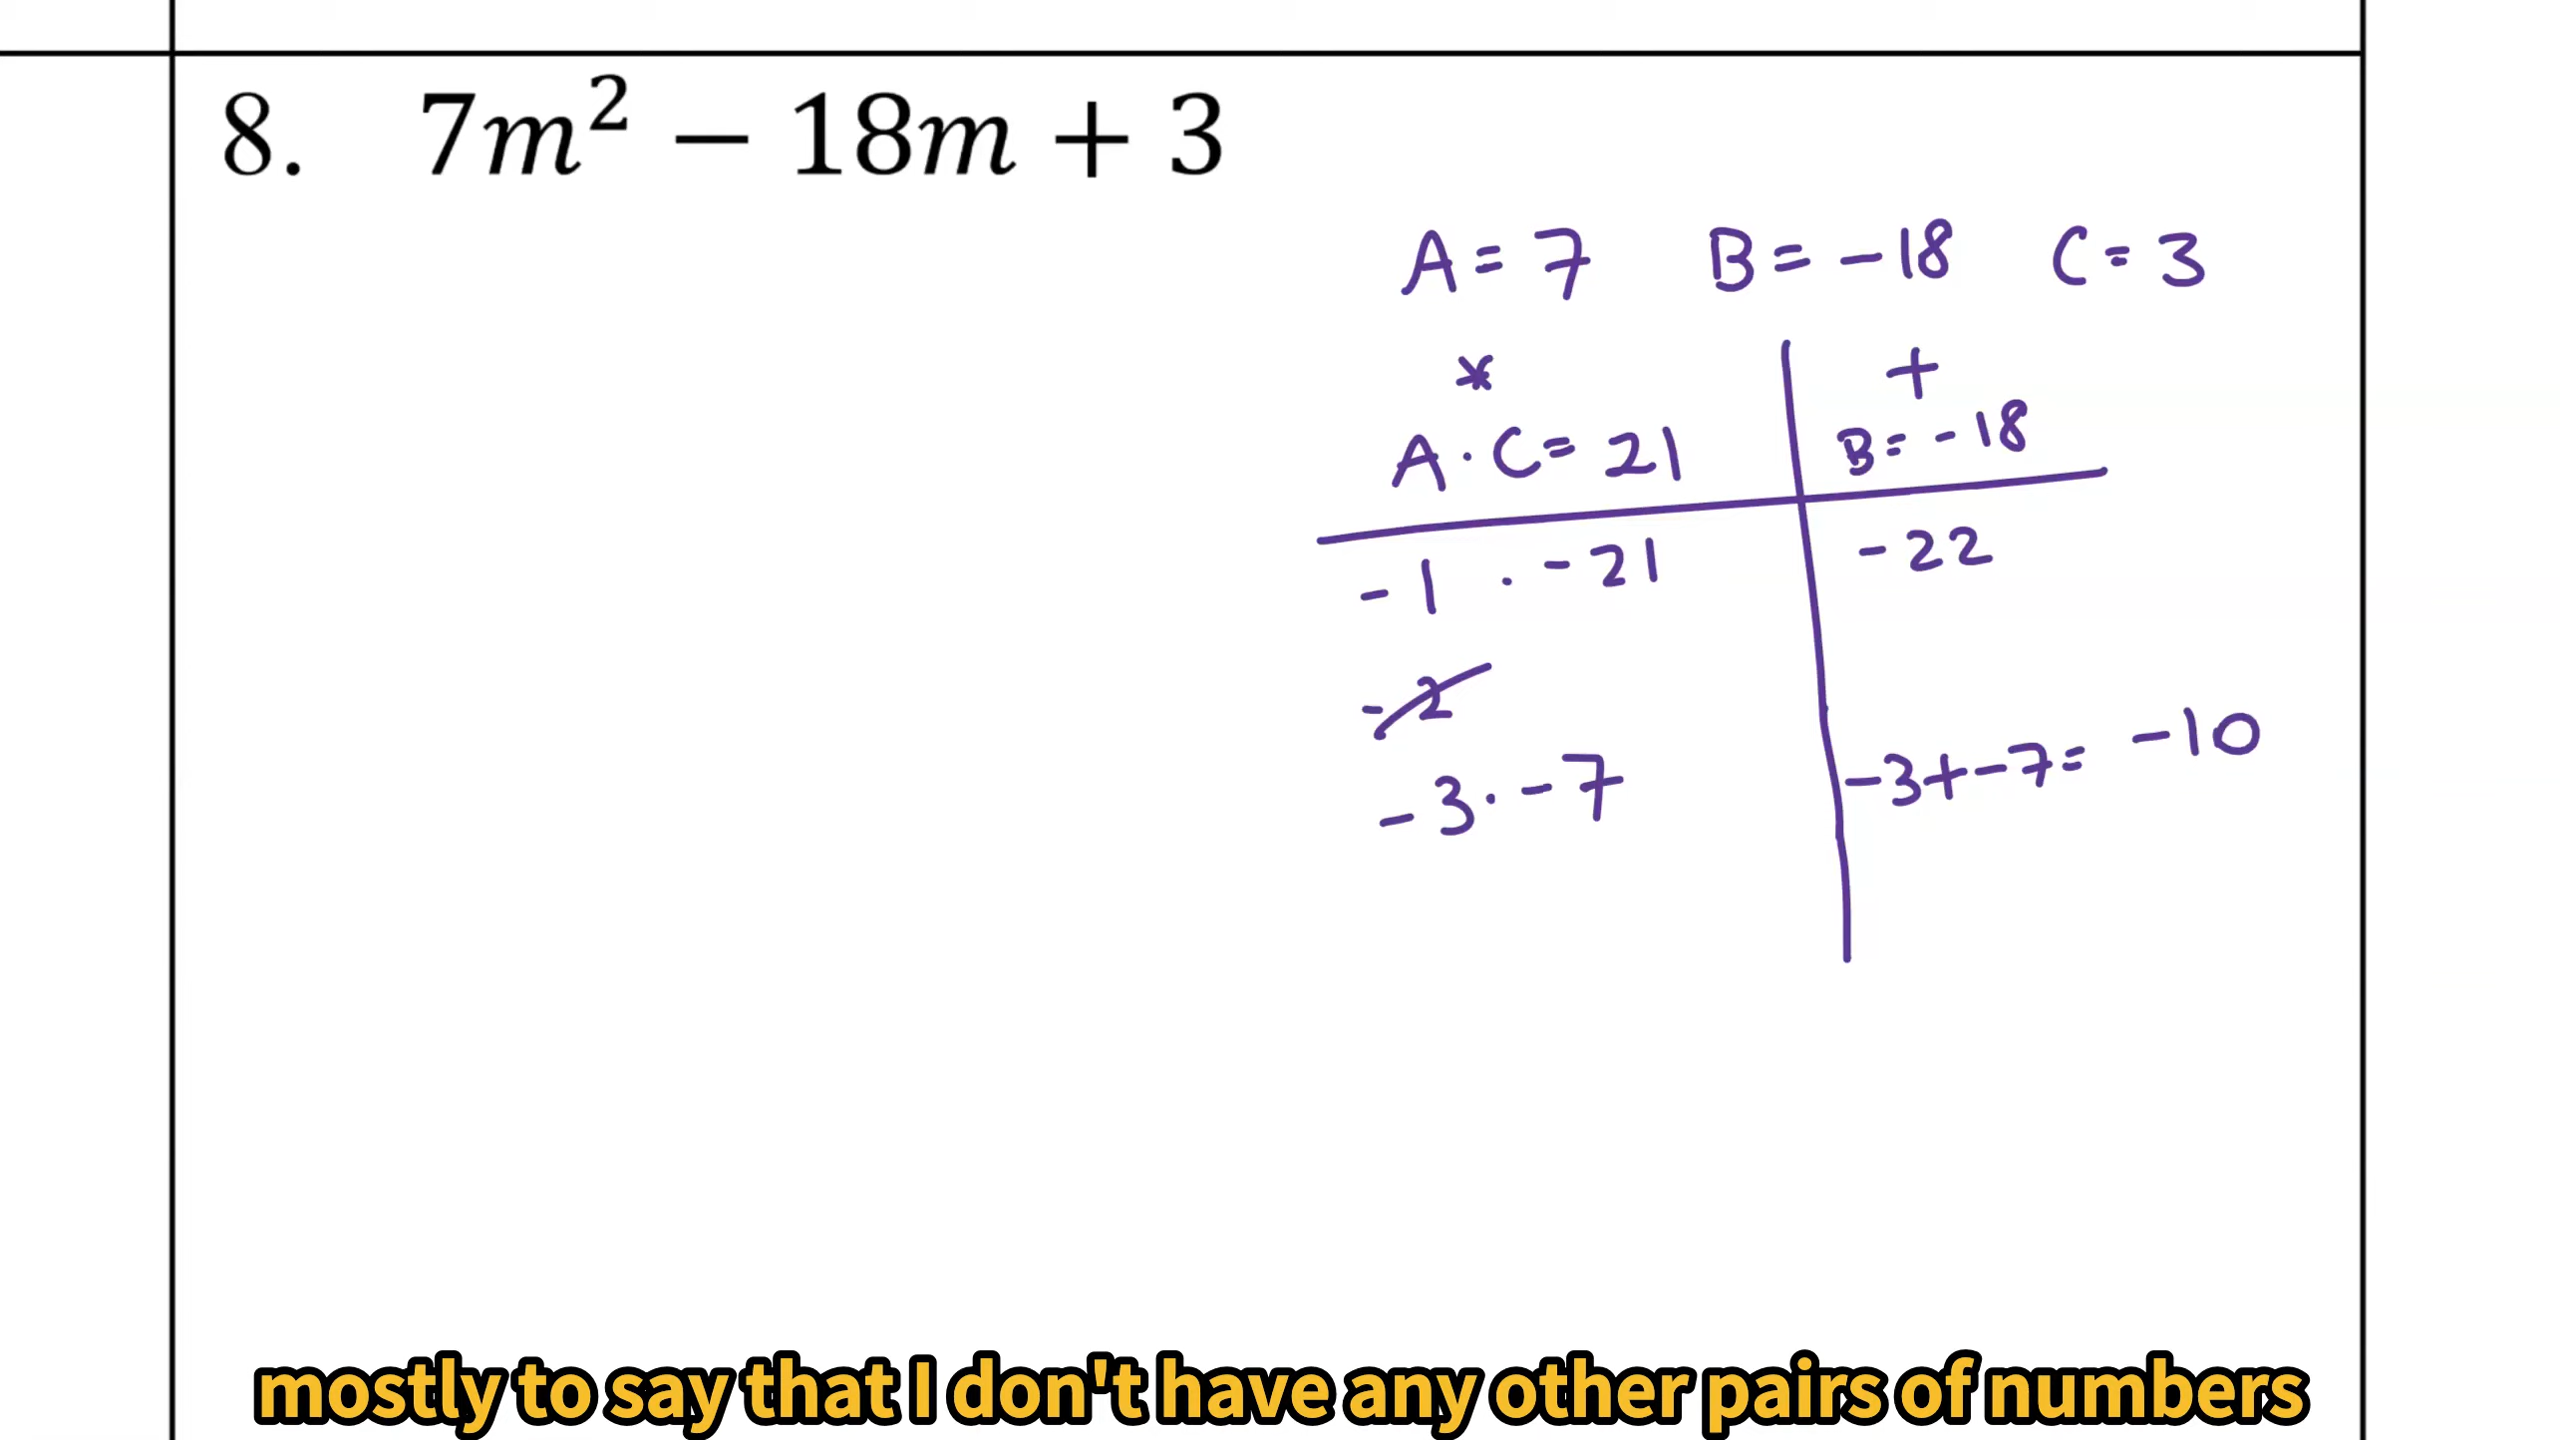 8. 7m² − 18m + 3
A = 7 B = -18 C = 3
* +
A · C = 21 B = -18
-1 · -21 -22
-2
-3 · -7 -3 + -7 = -10
mostly to say that I don't have any other pairs of numbers